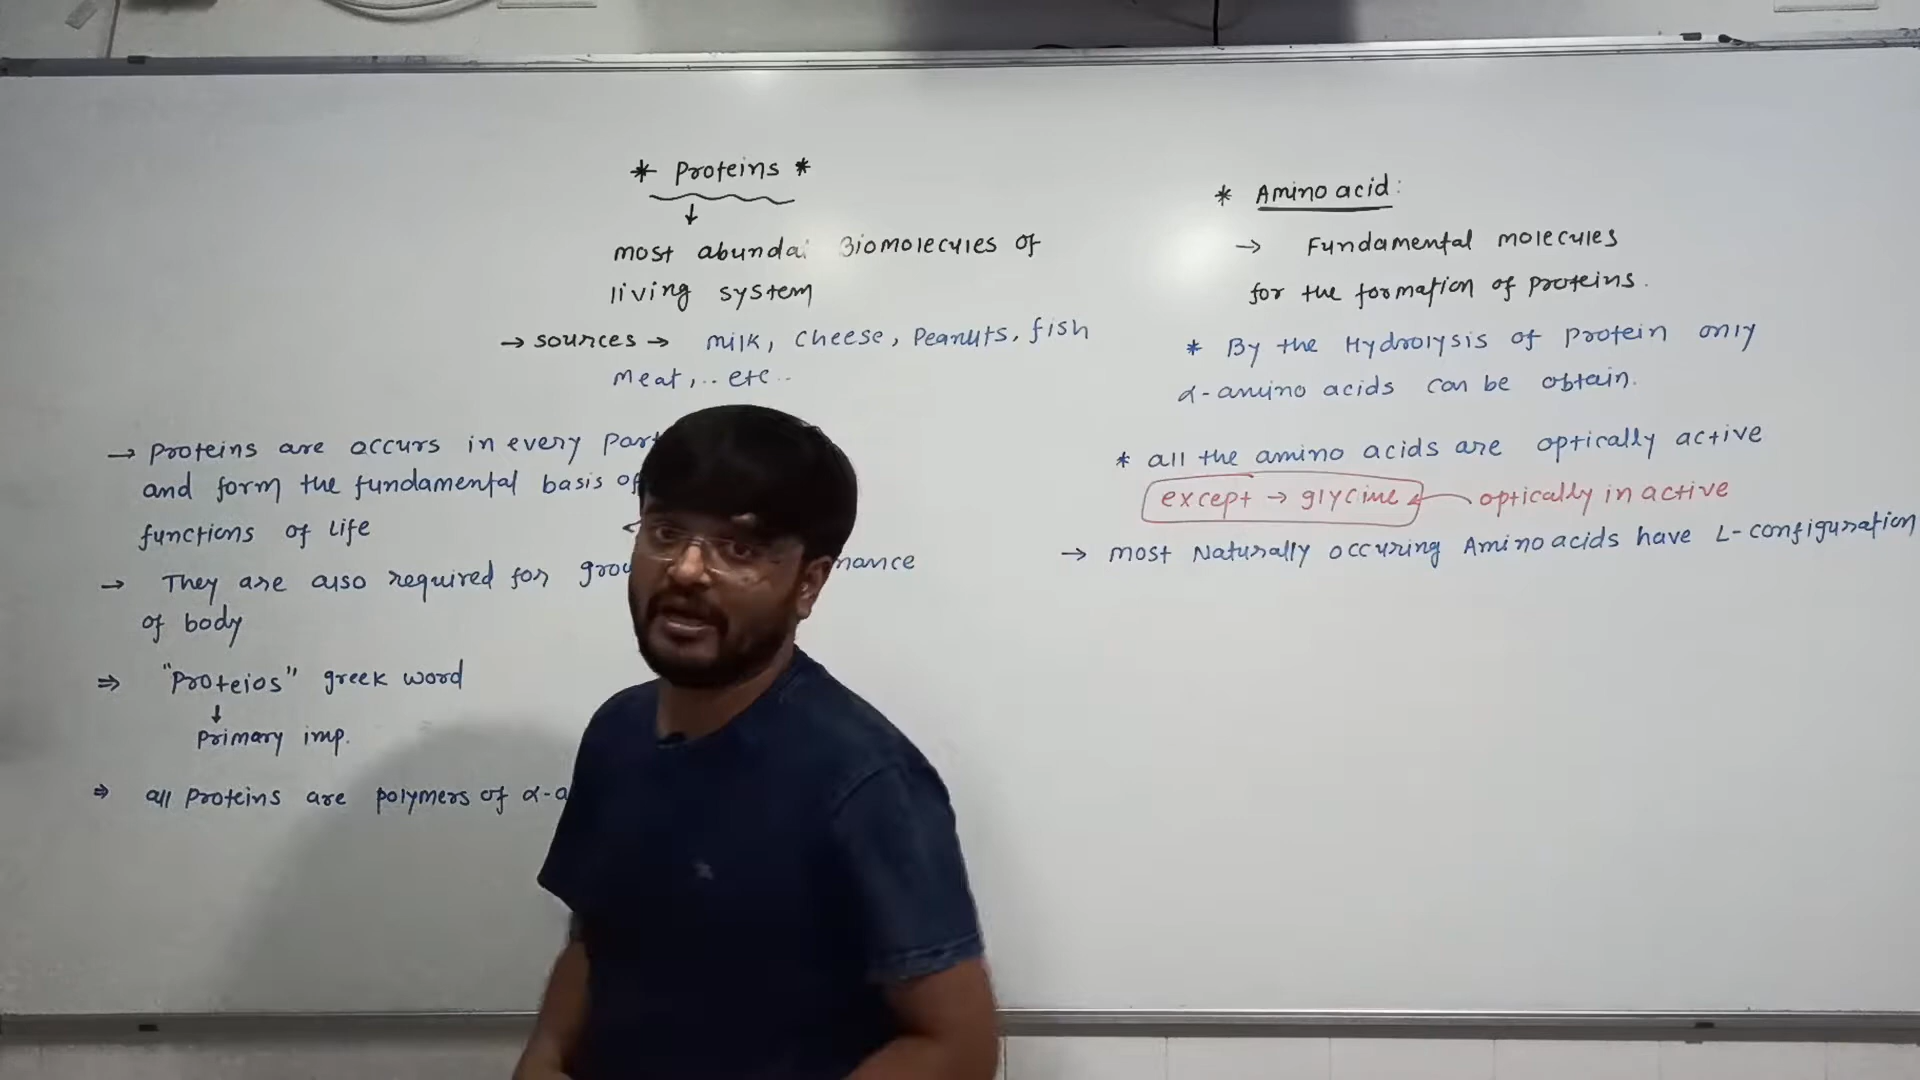 * Proteins *
↓
most abunda Biomolecules of
living system
→ sources → milk, cheese, Peanuts, fish
meat, .. etc ..
→ Proteins are occurs in every part
and form the fundamental basis of
functions of life
→ They are also required for grow nance
of body
⇒ "Proteios" greek word
↓
Primary imp.
⇒ all Proteins are polymers of α-a
* Amino acid:
→ Fundamental molecules
for the formation of proteins.
* By the Hydrolysis of Protein only
α-amino acids can be obtain.
* all the amino acids are optically active
except → glycine ← optically in active
→ most Naturally occuring Amino acids have L-configuration